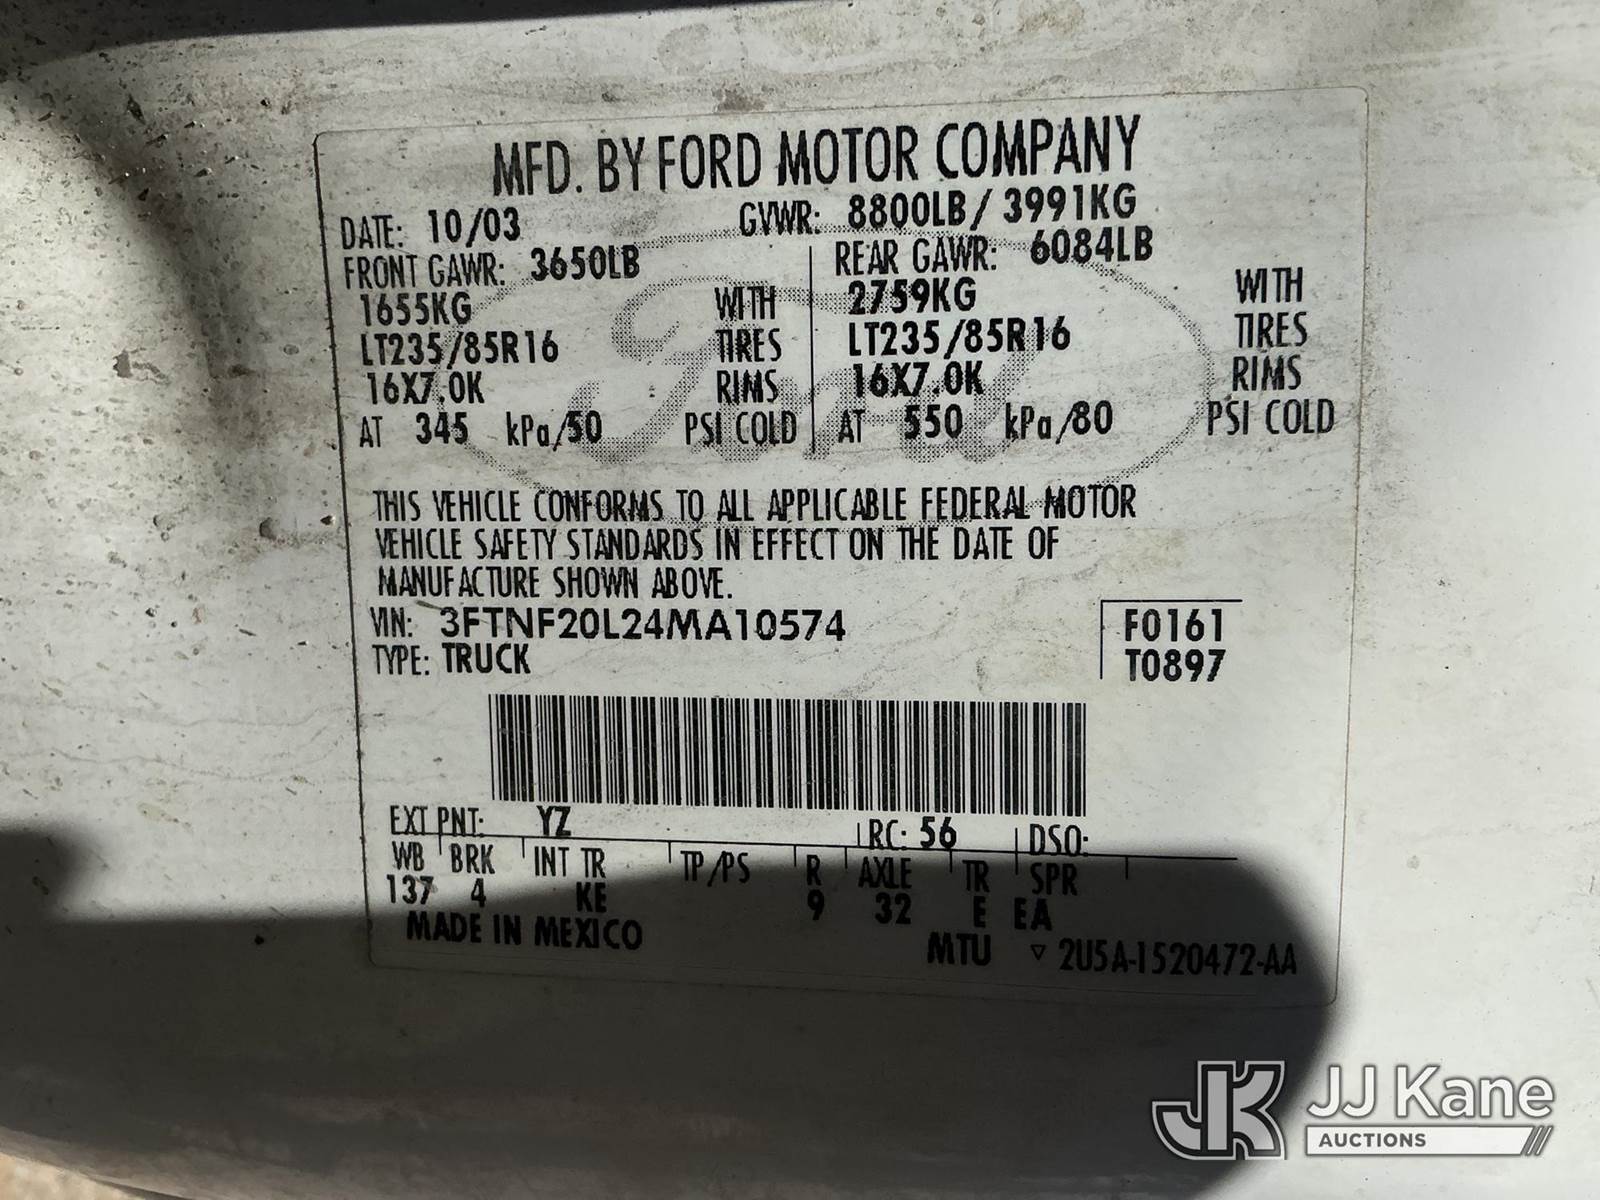 MFD. BY FORD MOTOR COMPANY
DATE: 10/03 GVWR: 8800LB/ 3991KG
FRONT GAWR: 3650LB REAR GAWR: 6084LB
1655KG WITH 2759KG WITH
LT235/85R16 TIRES LT235/85R16 TIRES
16X7.0K RIMS 16X7.0K RIMS
AT 345 kPa/50 PSI COLD AT 550 kPa/80 PSI COLD
Ford
THIS VEHICLE CONFORMS TO ALL APPLICABLE FEDERAL MOTOR
VEHICLE SAFETY STANDARDS IN EFFECT ON THE DATE OF
MANUFACTURE SHOWN ABOVE.
VIN: 3FTNF20L24MA10574 F0161
TYPE: TRUCK T0897
EXT PNT: YZ RC: 56 DSO:
WB BRK INT TR TP/PS R AXLE TR SPR
137 4 KE 9 32 E EA
MADE IN MEXICO MTU ▽ 2U5A-1520472-AA
JK JJ Kane
AUCTIONS